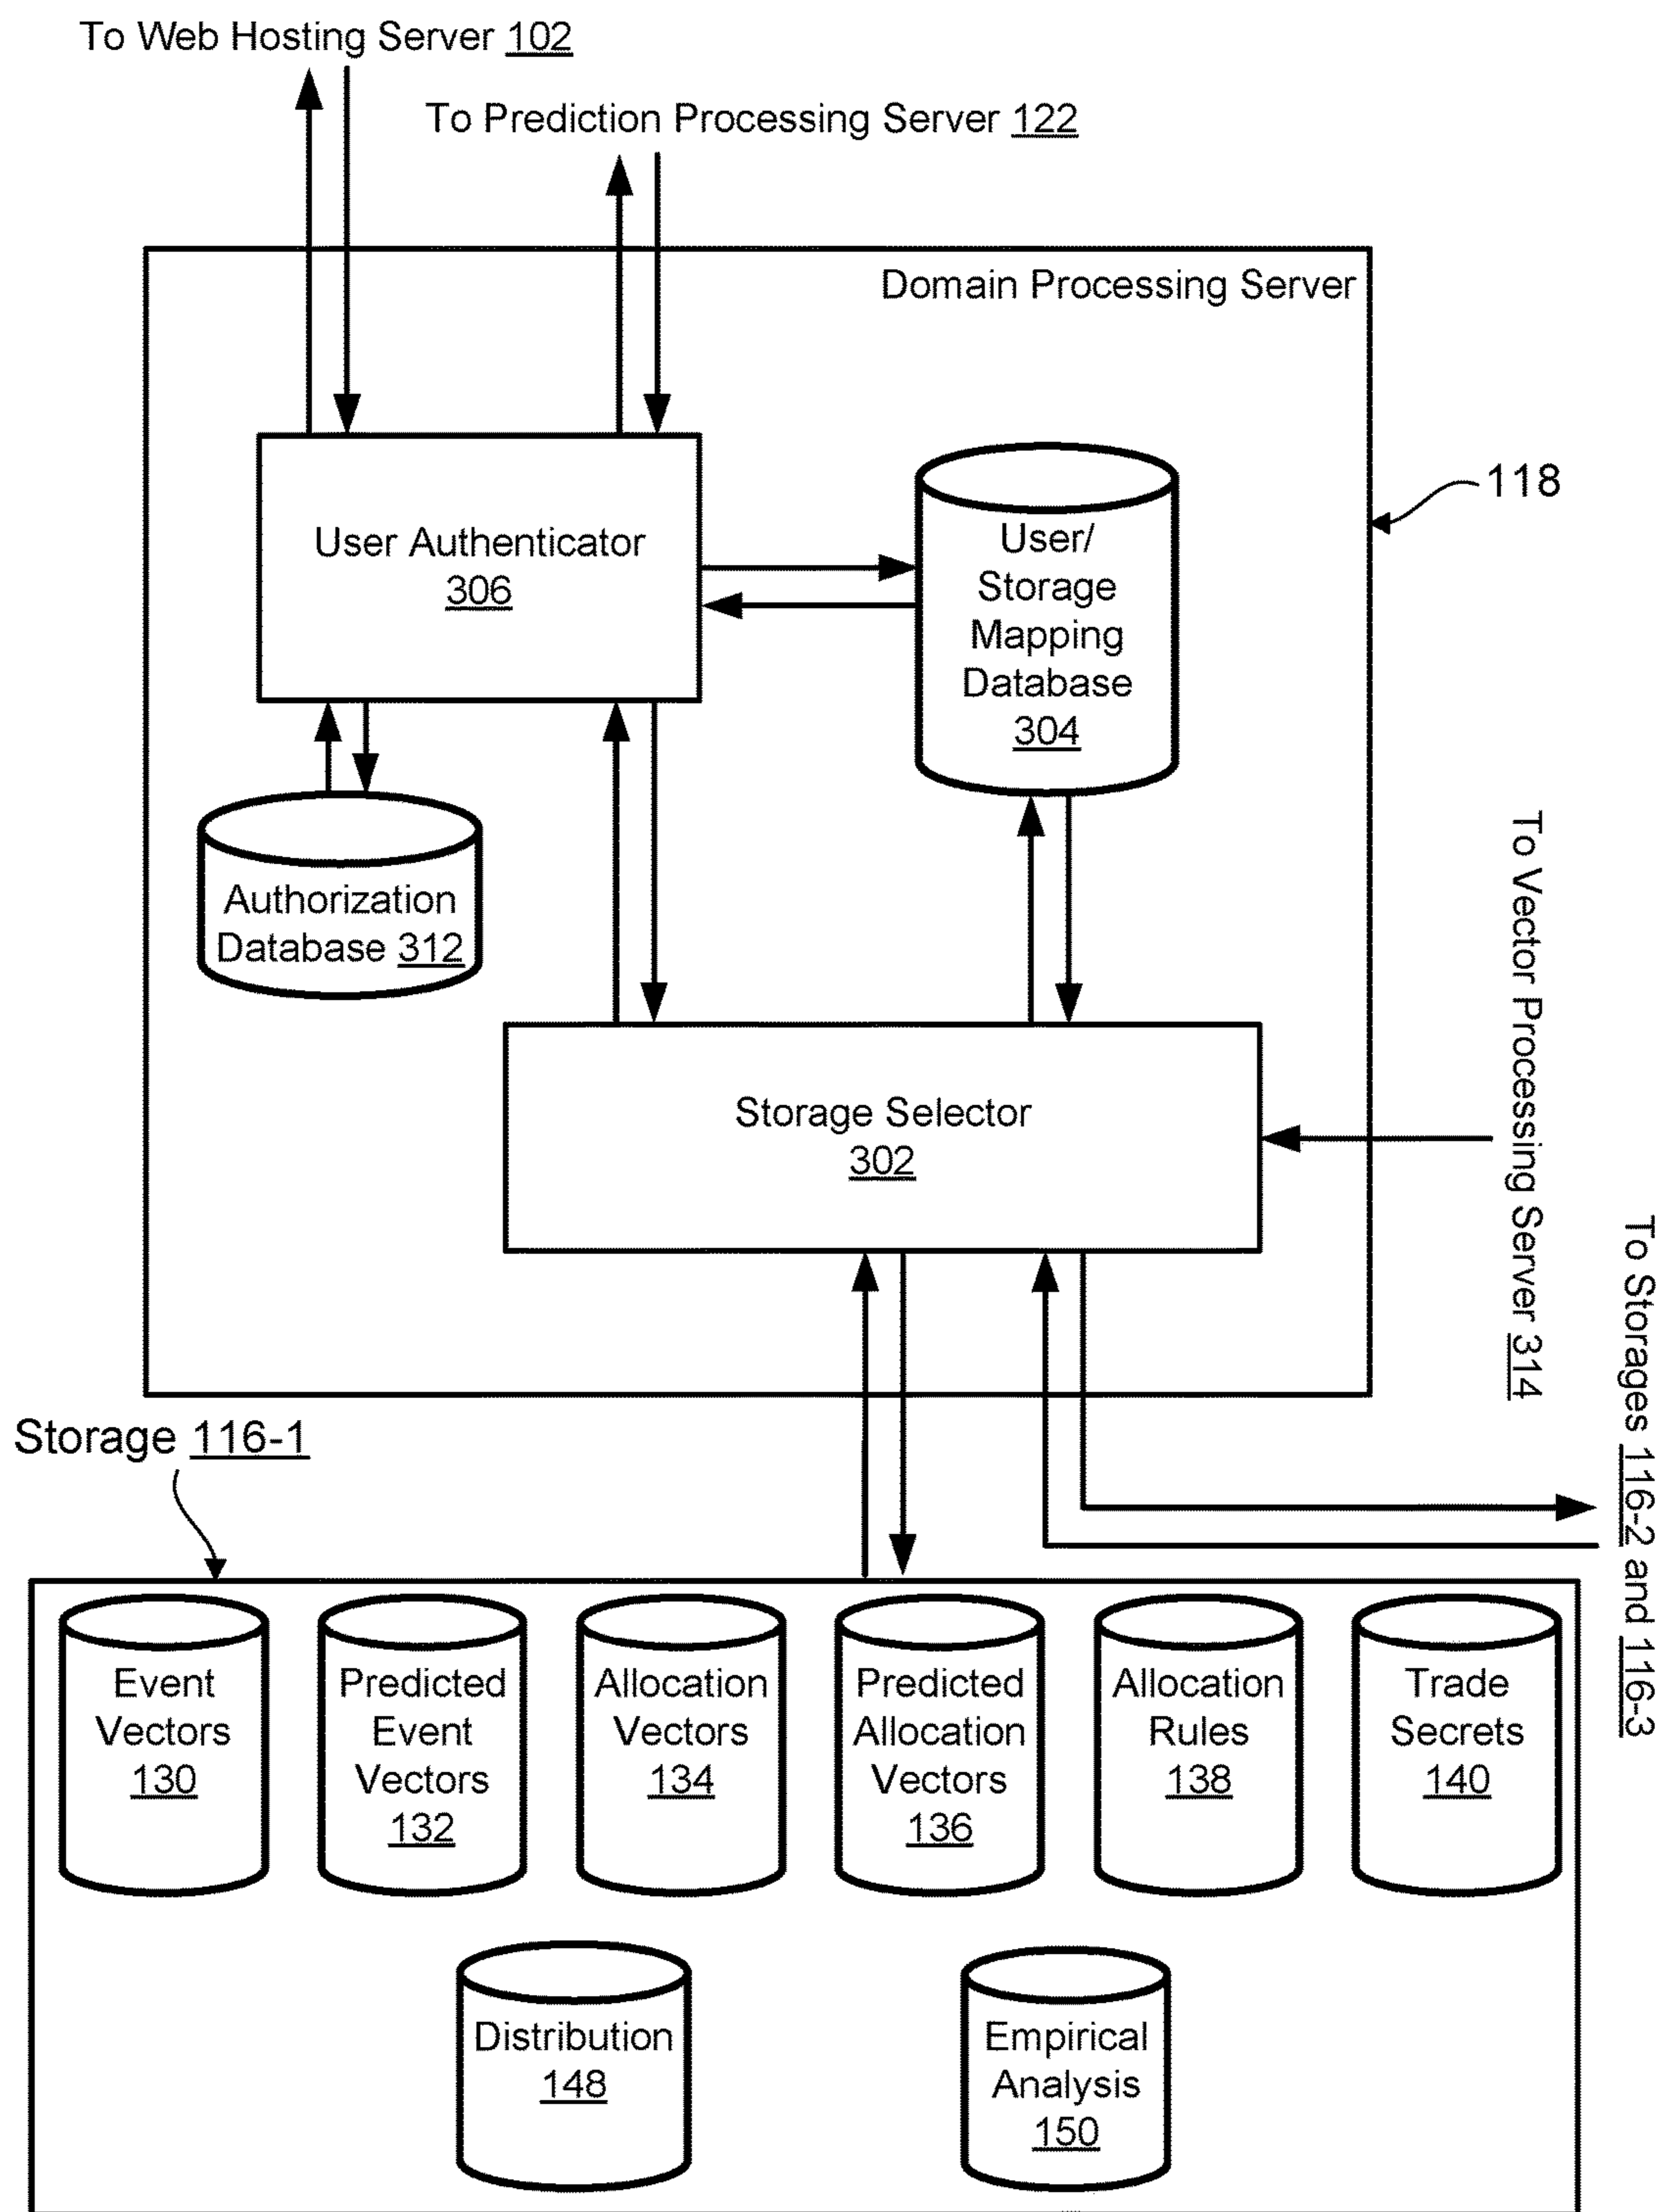 To Web Hosting Server 102
To Prediction Processing Server 122
Domain Processing Server
118
User Authenticator
306
User/
Storage
Mapping
Database
304
Authorization
Database 312
Storage Selector
302
To Vector Processing Server 314
To Storages 116-2 and 116-3
Storage 116-1
Event
Vectors
130
Predicted
Event
Vectors
132
Allocation
Vectors
134
Predicted
Allocation
Vectors
136
Allocation
Rules
138
Trade
Secrets
140
Distribution
148
Empirical
Analysis
150